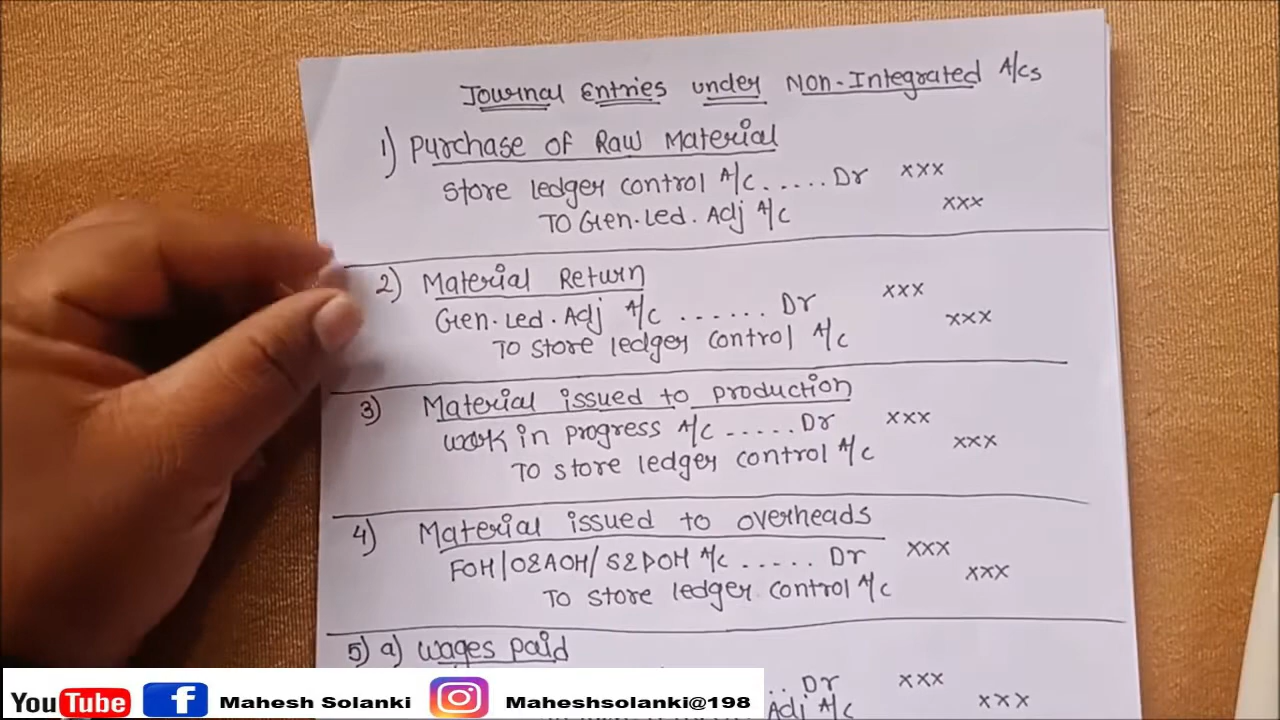 Journal Entries under Non-Integrated A/Cs
1) Purchase of Raw Material
Store ledger control A/C ..... Dr xxx
To Gen. Led. Adj A/C xxx
2) Material Return
Gen. Led. Adj A/C ...... Dr xxx
To store ledger control A/C xxx
3) Material issued to production
work in progress A/C ..... Dr xxx
To store ledger control A/C xxx
4) Material issued to overheads
FOH/O&AOH/S&DOH A/C ..... Dr xxx
To store ledger control A/C xxx
5) a) wages paid
.. Dr xxx
Adj A/C xxx
YouTube Mahesh Solanki Maheshsolanki@198